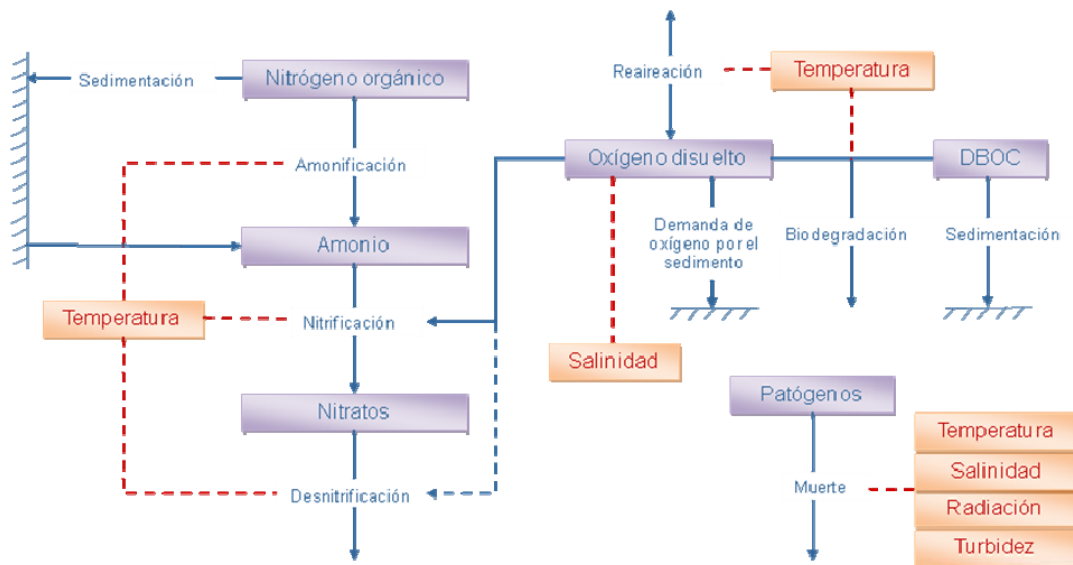 Sedimentación
Nitrógeno orgánico
Reaireación
Temperatura
Amonificación
Oxígeno disuelto
DBOC
Amonio
Demanda de
oxígeno por el
sedimento
Biodegradación
Sedimentación
Temperatura
Nitrificación
Salinidad
Nitratos
Patógenos
Desnitrificación
Muerte
Temperatura
Salinidad
Radiación
Turbidez